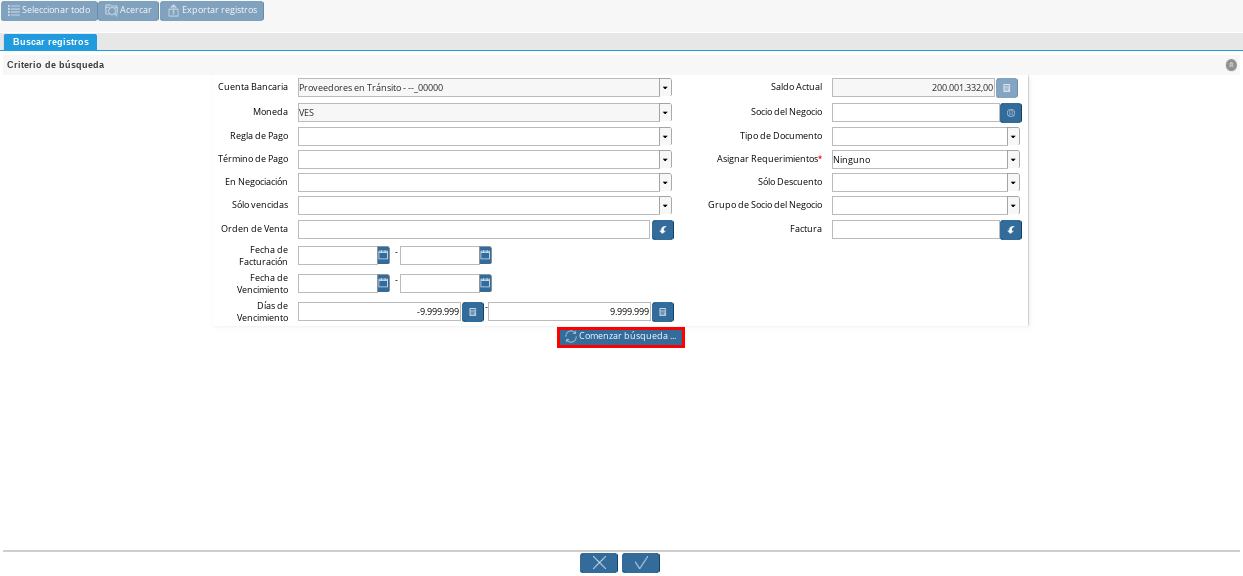 Seleccionar todo Acercar Exportar registros
Buscar registros
Criterio de búsqueda
Cuenta Bancaria Proveedores en Tránsito - --_00000 Saldo Actual 200.001.332,00
Moneda VES Socio del Negocio
Regla de Pago Tipo de Documento
Término de Pago Asignar Requerimientos* Ninguno
En Negociación Sólo Descuento
Sólo vencidas Grupo de Socio del Negocio
Orden de Venta Factura
Fecha de
Facturación -
Fecha de
Vencimiento -
Días de
Vencimiento -9.999.999 - 9.999.999
Comenzar búsqueda ...